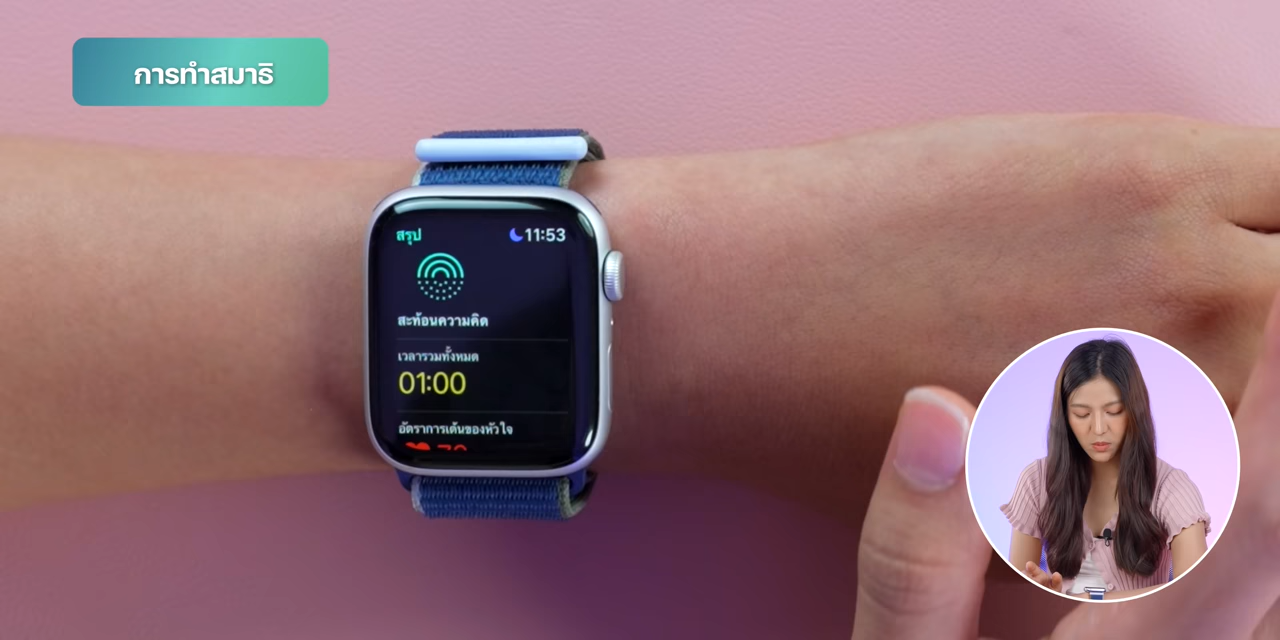 การทำสมาธิ
สรุป
11:53
สะท้อนความคิด
เวลารวมทั้งหมด
01:00
อัตราการเต้นของหัวใจ